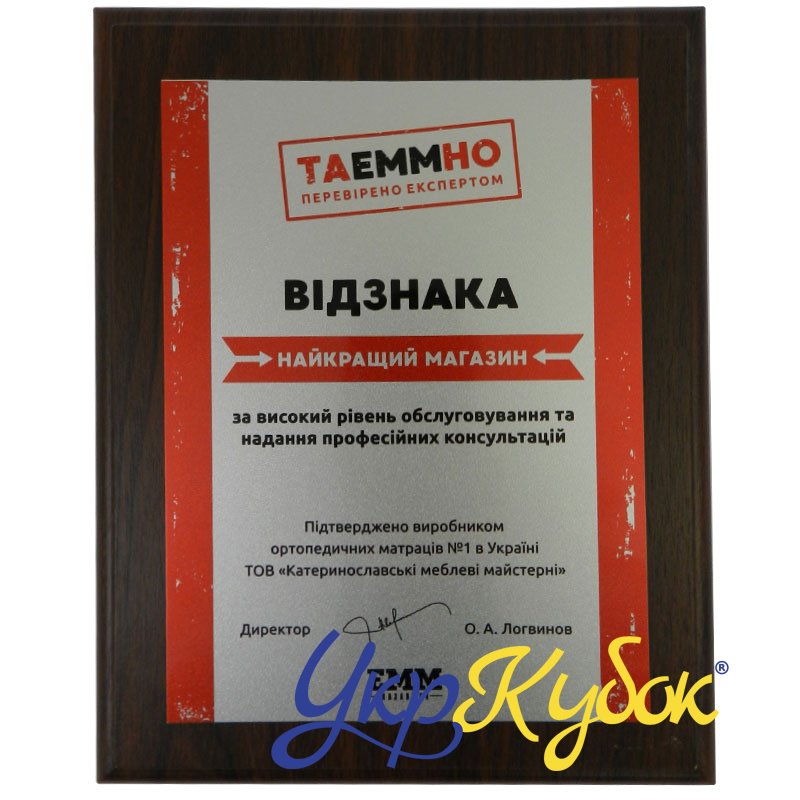 ТАЕММНО
ПЕРЕВІРЕНО ЕКСПЕРТОМ
ВІДЗНАКА
НАЙКРАЩИЙ МАГАЗИН
за високий рівень обслуговування та
надання професійних консультацій
Підтверджено виробником
ортопедичних матраців №1 в Україні
ТОВ «Катеринославські меблеві майстерні»
Директор О. А. Логвинов
ЕММ
УкрКубок®